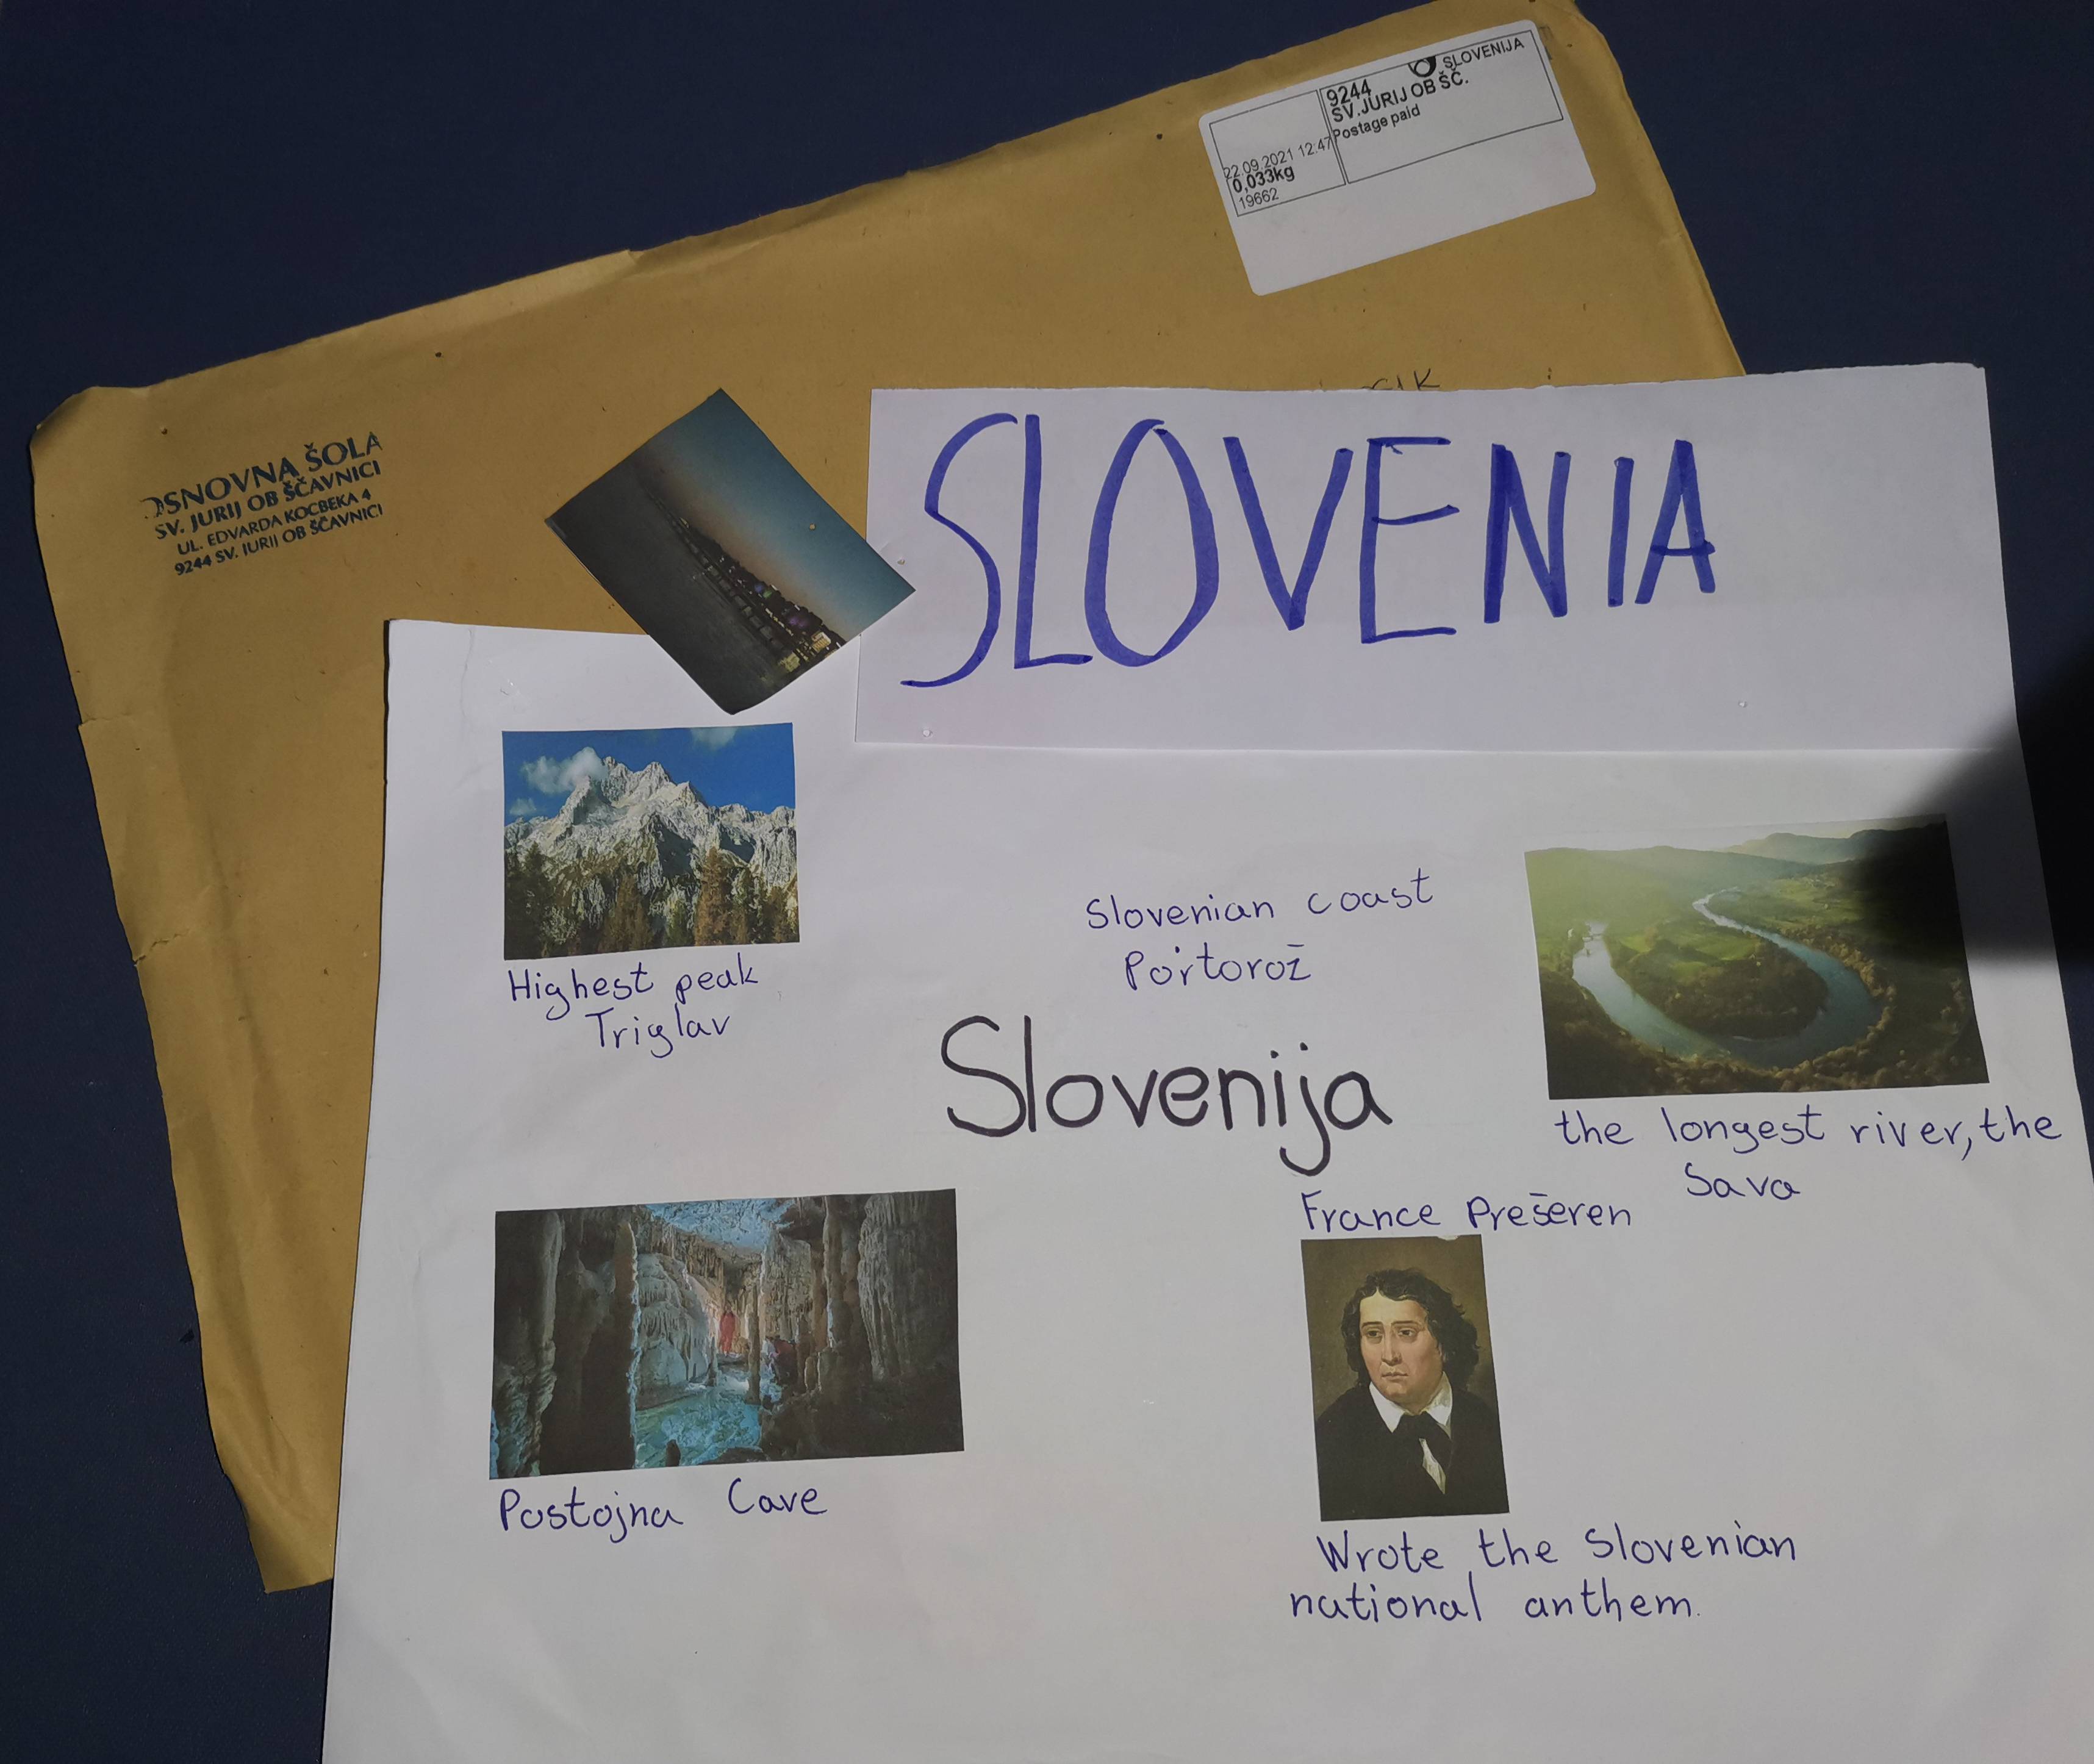 SLOVENIJA
9244
SV.JURIJ OB ŠČ.
Postage paid
22.09.2021 12:47
0,033kg
19662
OSNOVNA ŠOLA
SV. JURIJ OB ŠČAVNICI
UL. EDVARDA KOCBEKA 4
9244 SV. JURIJ OB ŠČAVNICI
SLOVENIA
Highest peak
Triglav
Slovenian coast
Portorož
the longest river, the
Sava
Slovenija
Postojna Cave
France Prešeren
Wrote the Slovenian
national anthem.